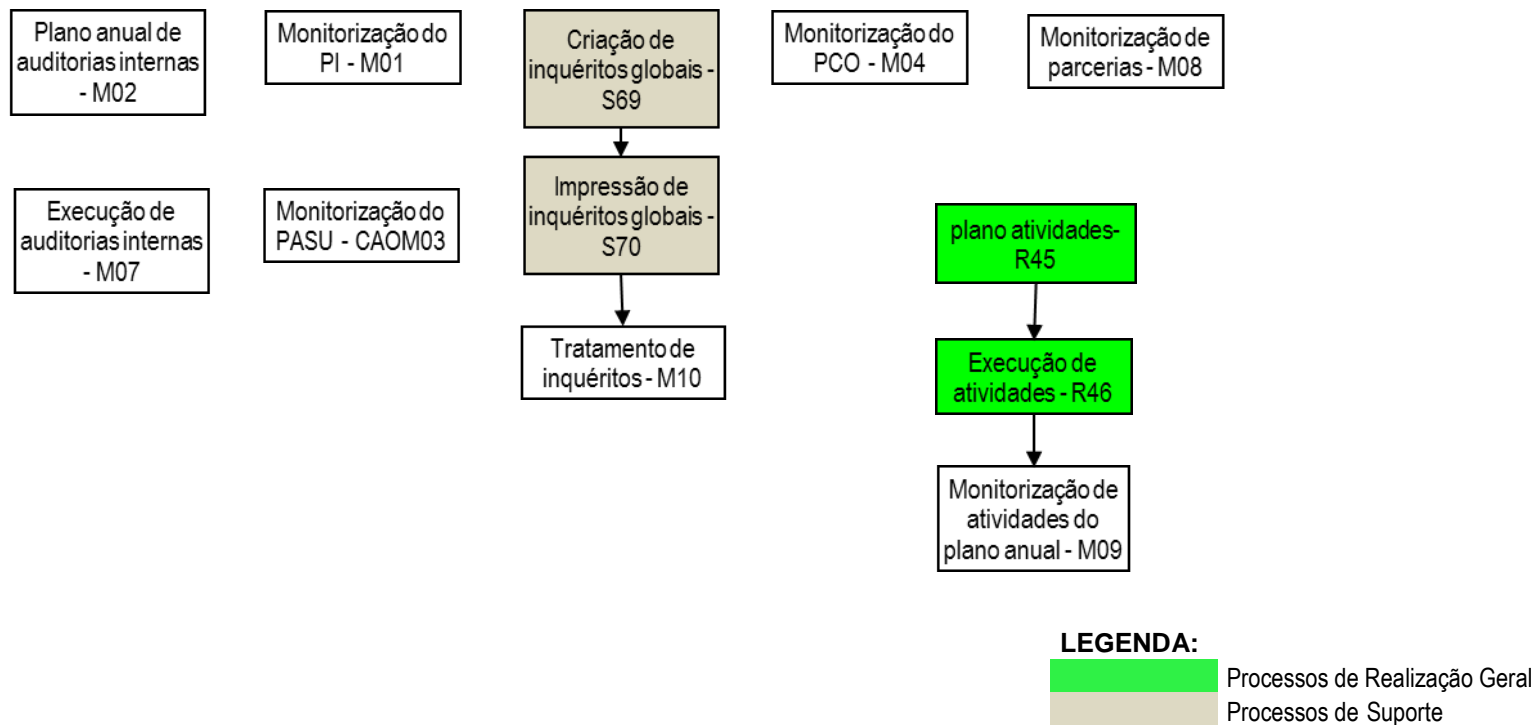 Plano anual de
auditorias internas
- M02
Monitorização do
PI - M01
Criação de
inquéritos globais -
S69
Monitorização do
PCO - M04
Monitorização de
parcerias - M08
Execução de
auditorias internas
- M07
Monitorização do
PASU - CAOM03
Impressão de
inquéritos globais -
S70
plano atividades-
R45
Tratamento de
inquéritos - M10
Execução de
atividades - R46
Monitorização de
atividades do
plano anual - M09
LEGENDA:
Processos de Realização Geral
Processos de Suporte